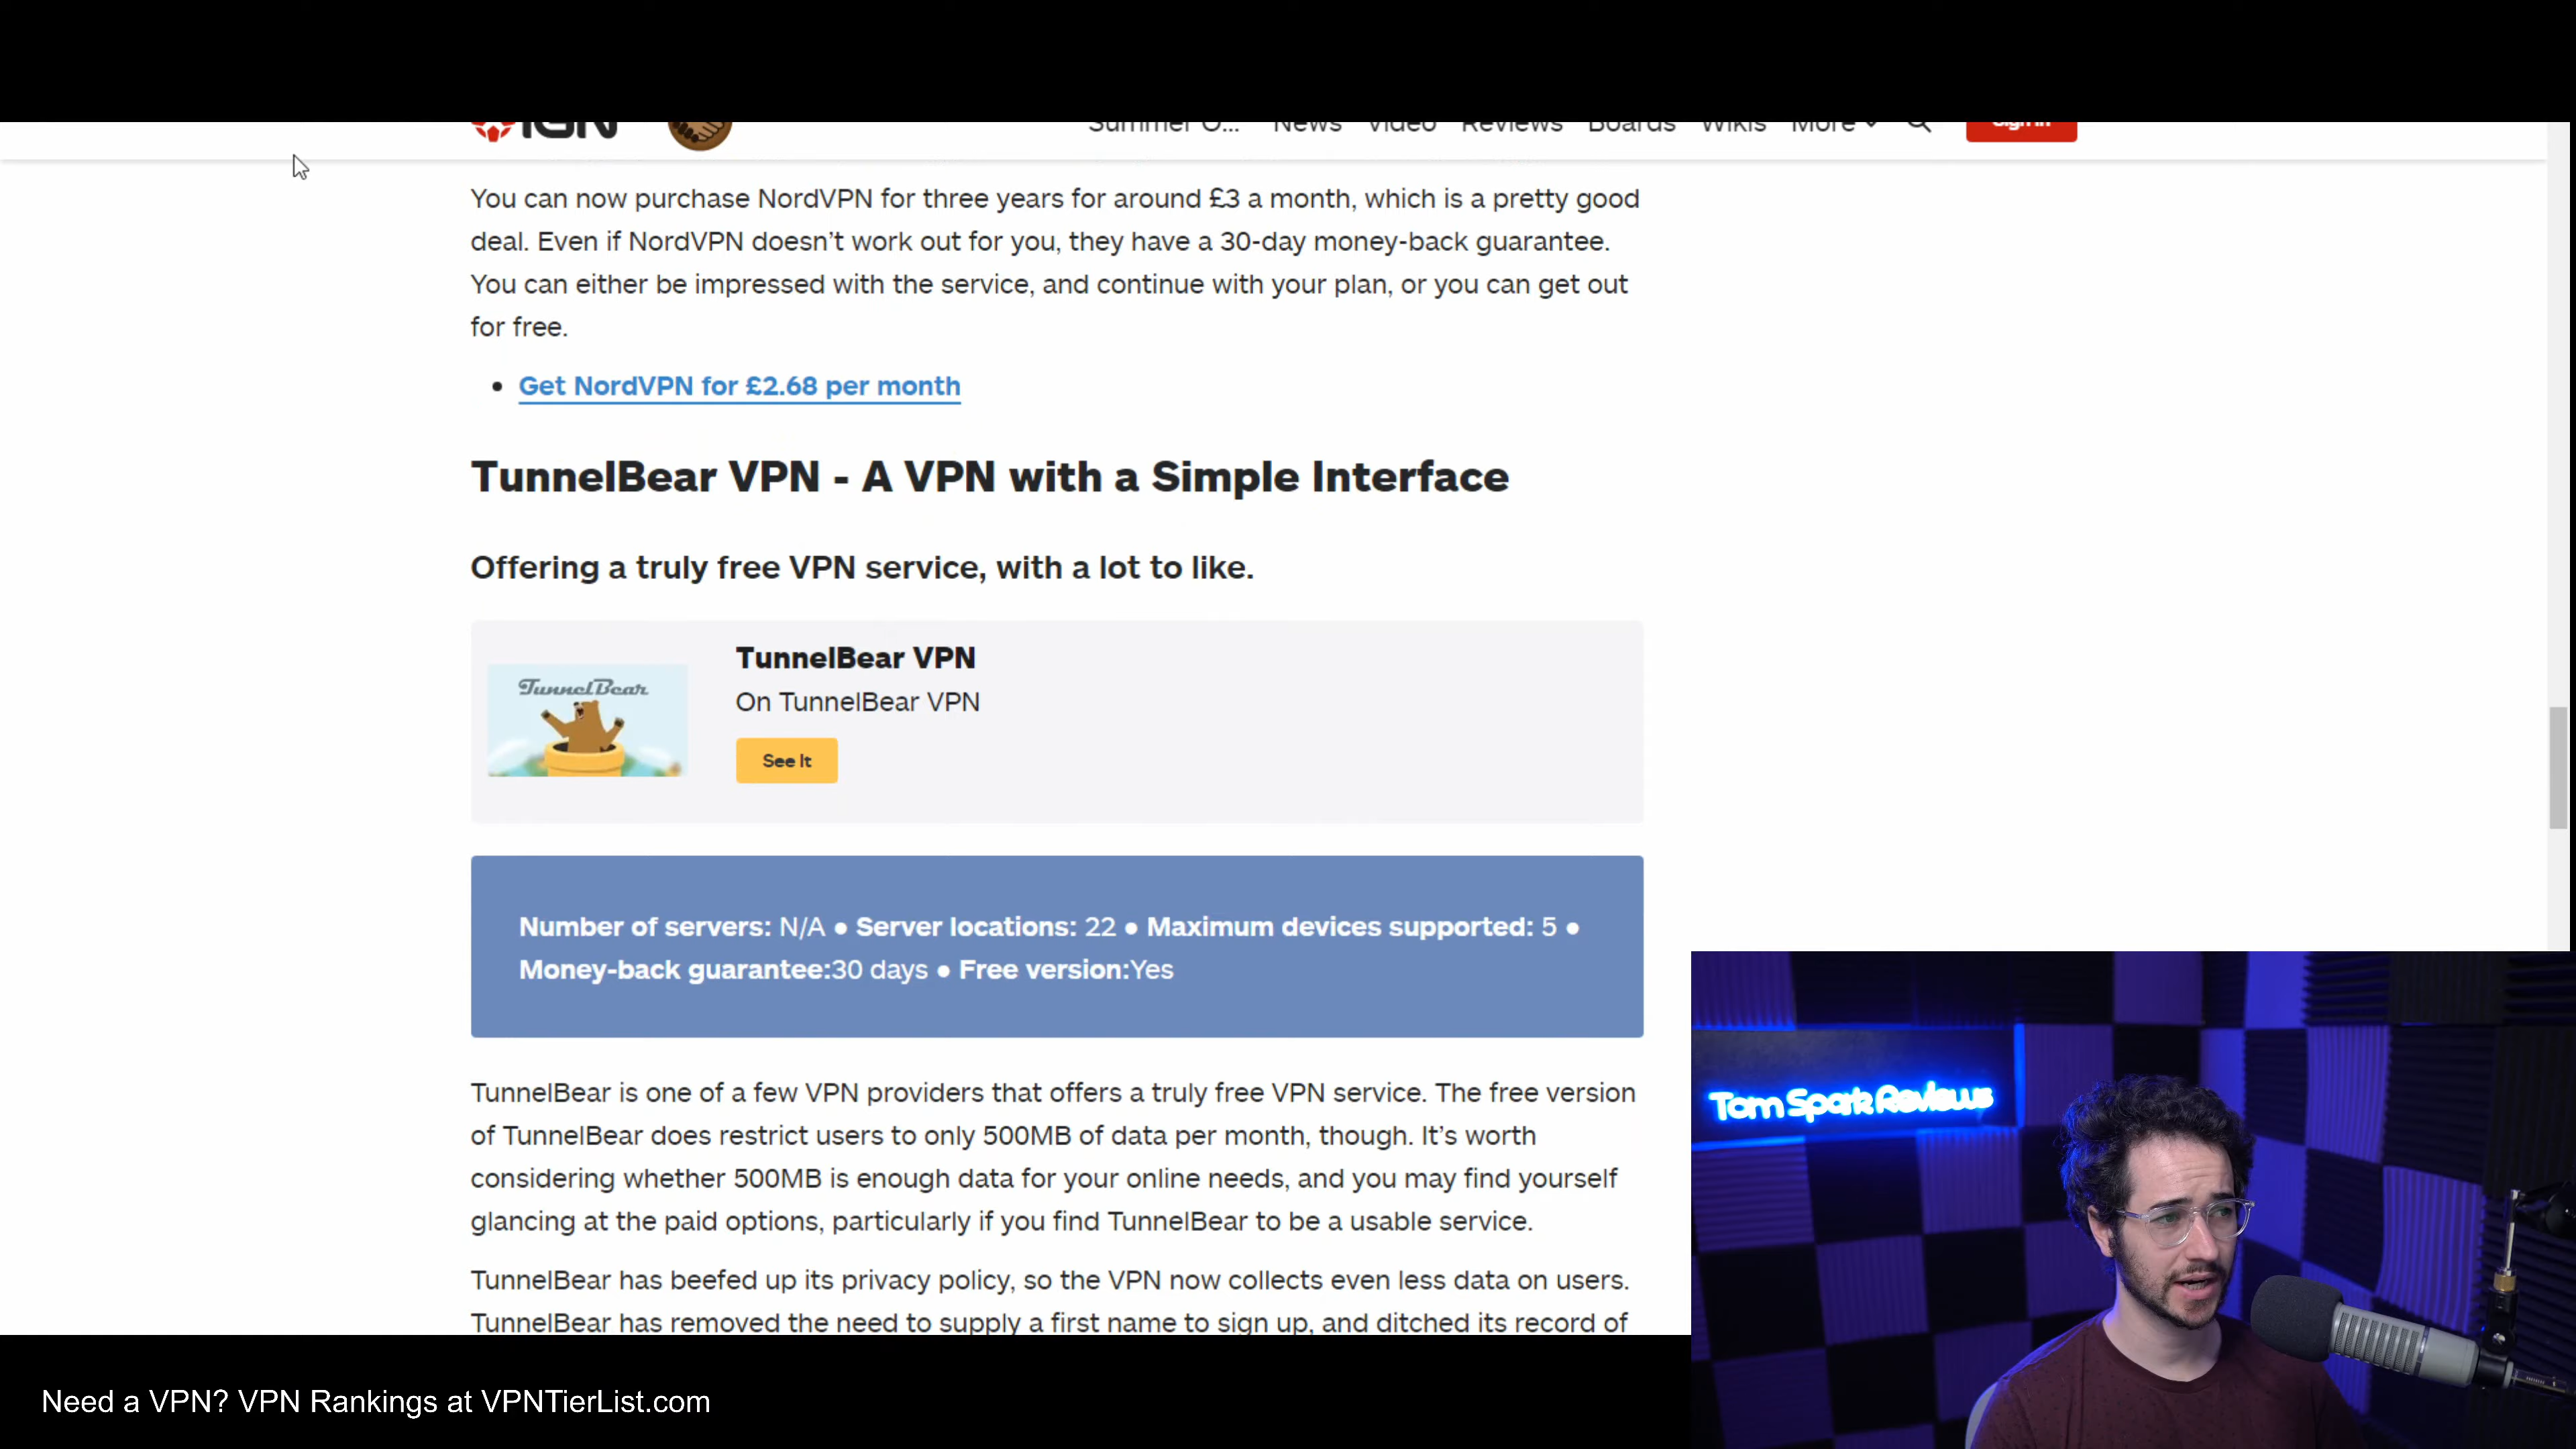 IGN
Summer O... News Video Reviews Boards Wikis More
Sign In
You can now purchase NordVPN for three years for around £3 a month, which is a pretty good
deal. Even if NordVPN doesn’t work out for you, they have a 30-day money-back guarantee.
You can either be impressed with the service, and continue with your plan, or you can get out
for free.
• Get NordVPN for £2.68 per month
TunnelBear VPN - A VPN with a Simple Interface
Offering a truly free VPN service, with a lot to like.
TunnelBear
TunnelBear VPN
On TunnelBear VPN
See It
Number of servers: N/A ● Server locations: 22 ● Maximum devices supported: 5 ●
Money-back guarantee:30 days ● Free version:Yes
TunnelBear is one of a few VPN providers that offers a truly free VPN service. The free version
of TunnelBear does restrict users to only 500MB of data per month, though. It’s worth
considering whether 500MB is enough data for your online needs, and you may find yourself
glancing at the paid options, particularly if you find TunnelBear to be a usable service.
TunnelBear has beefed up its privacy policy, so the VPN now collects even less data on users.
TunnelBear has removed the need to supply a first name to sign up, and ditched its record of
Tom Spark Reviews
Need a VPN? VPN Rankings at VPNTierList.com